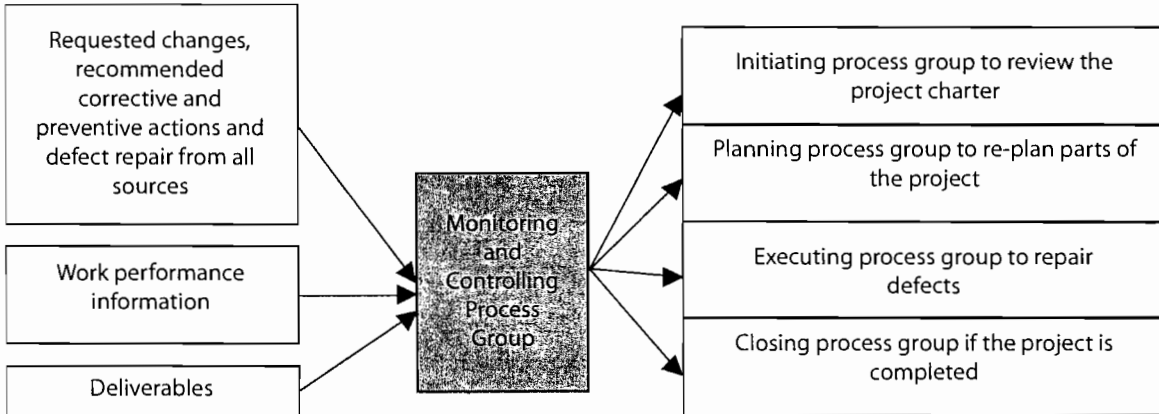 Requested changes,
recommended
corrective and
preventive actions and
defect repair from all
sources
Work performance
information
Deliverables
Monitoring
and
Controlling
Process
Group
Initiating process group to review the
project charter
Planning process group to re-plan parts of
the project
Executing process group to repair
defects
Closing process group if the project is
completed